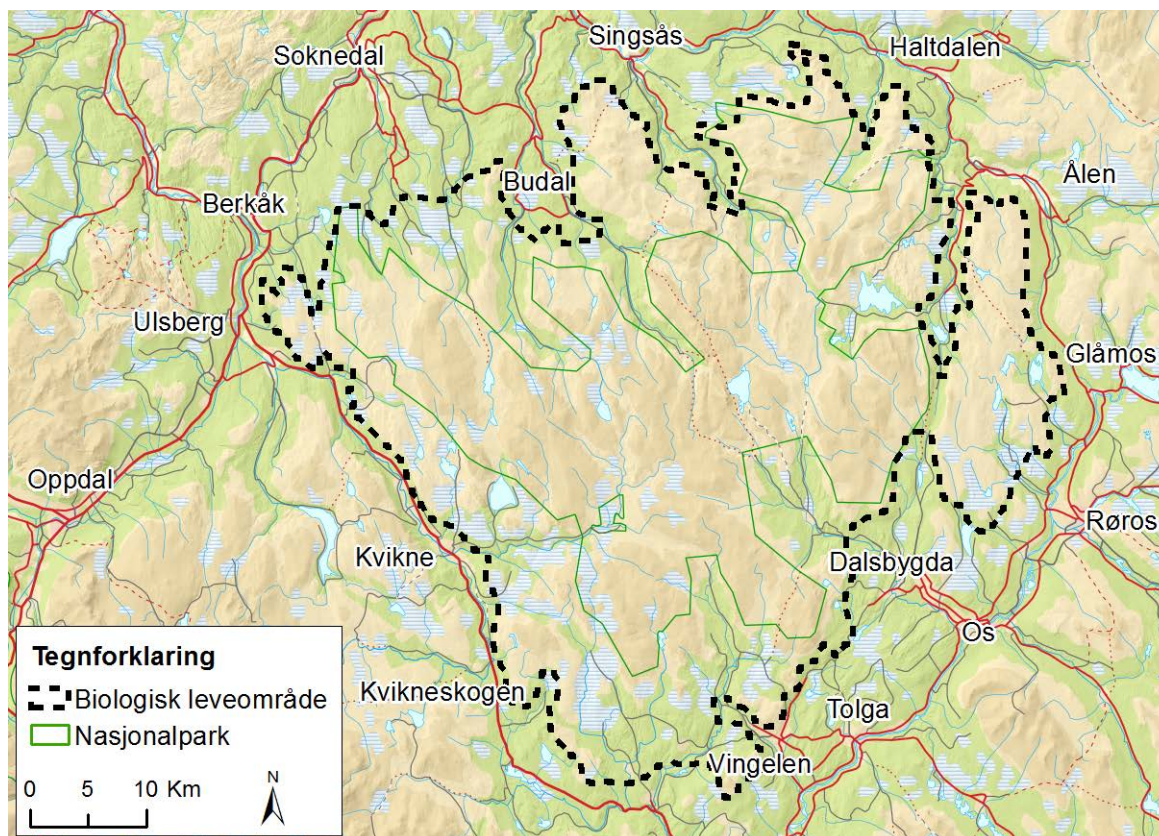 Singsås
Haltdalen
Soknedal
Ålen
Budal
Berkåk
Ulsberg
Glåmos
Oppdal
Røros
Kvikne
Dalsbygda
Os
Kvikneskogen
Tolga
Vingelen
Tegnforklaring
Biologisk leveområde
Nasjonalpark
0 5 10 Km
N